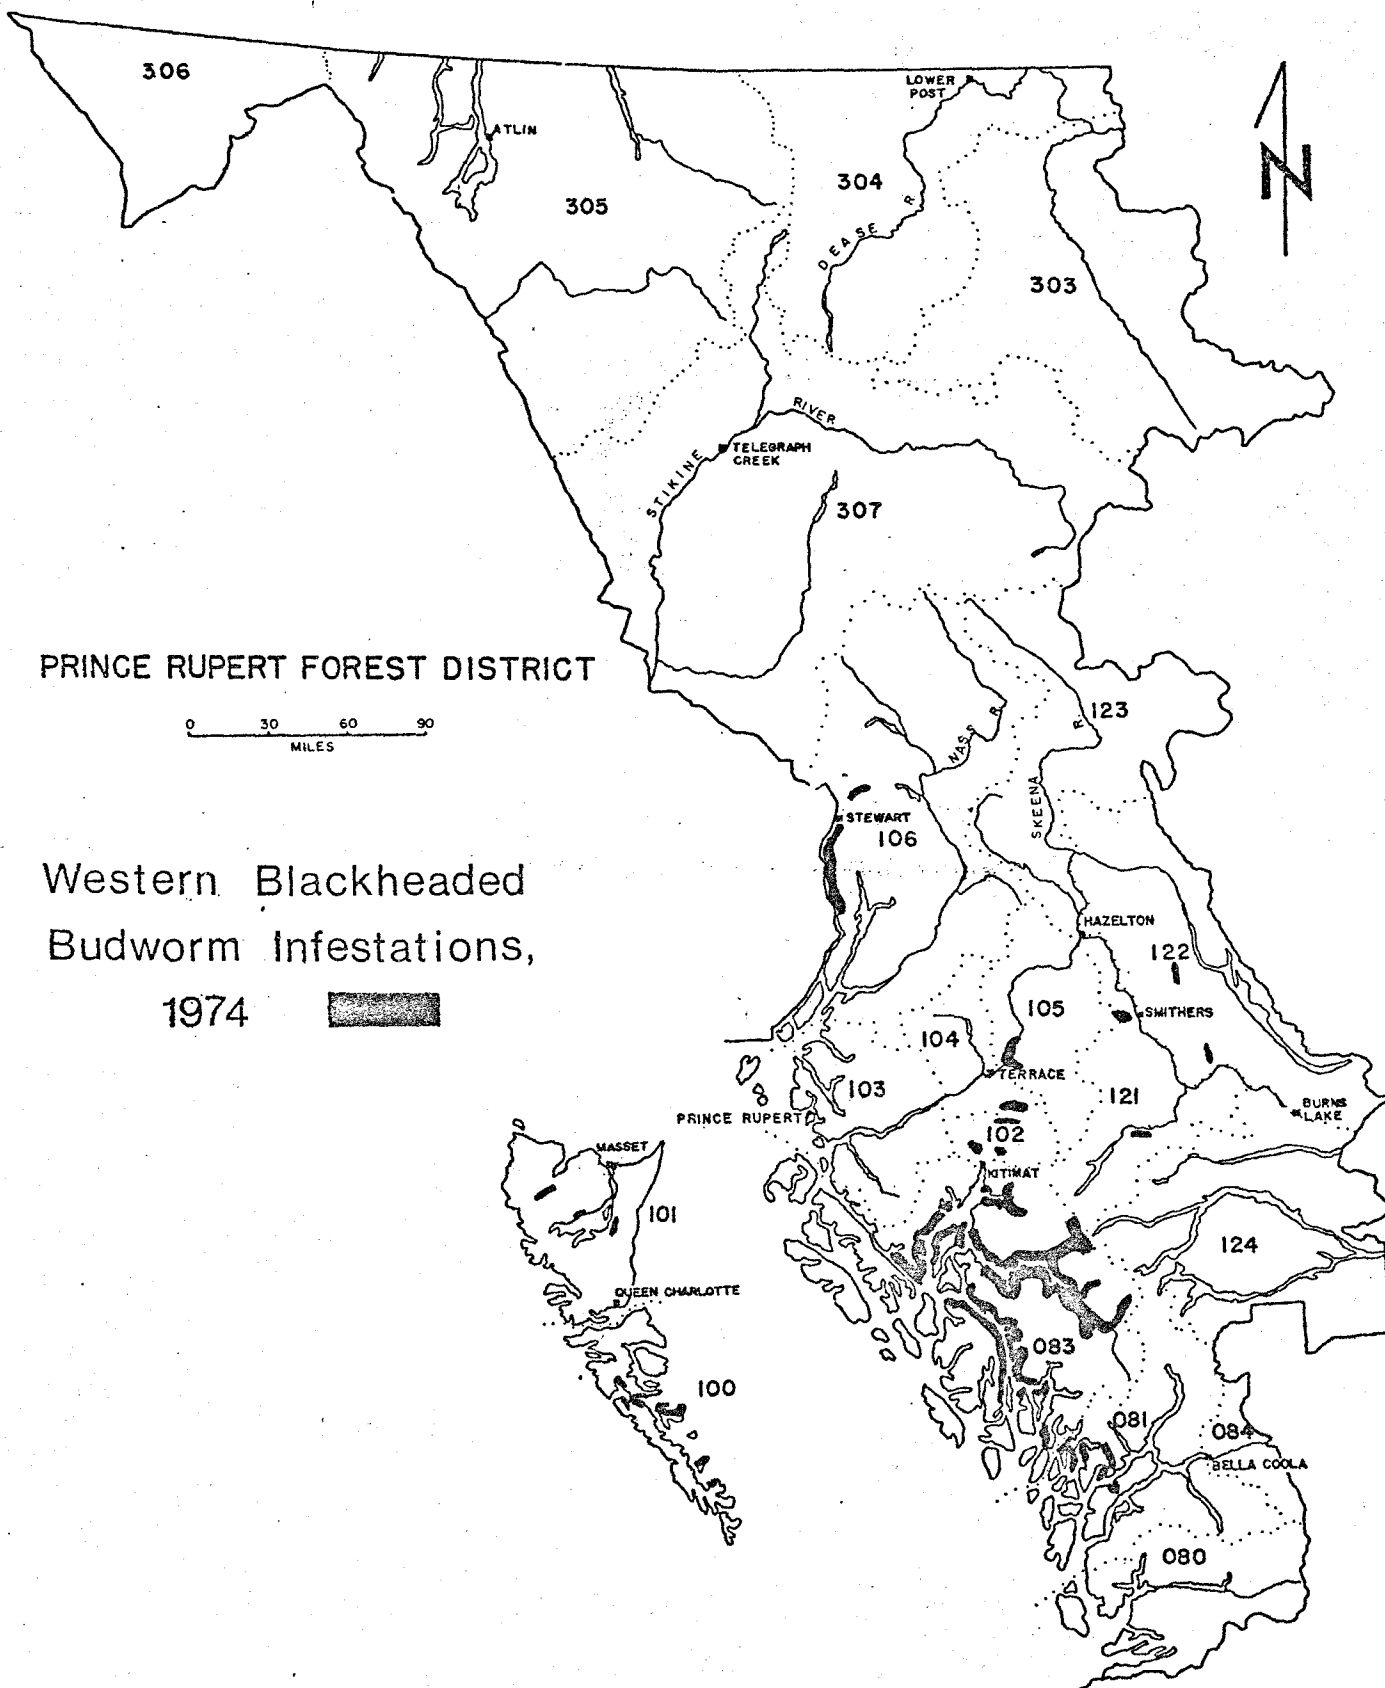 306
LOWER
POST
ATLIN
N
304
305
DEASE R
303
RIVER
TELEGRAPH
CREEK
STIKINE
307
PRINCE RUPERT FOREST DISTRICT
0 30 60 90
MILES
123
NASS R
SKEENA R
STEWART
106
Western Blackheaded
Budworm Infestations,
1974
HAZELTON
122
105
SMITHERS
104
TERRACE
103
121
BURNS
LAKE
PRINCE RUPERT
102
MASSET
KITIMAT
101
124
QUEEN CHARLOTTE
083
100
081
084
BELLA COOLA
080